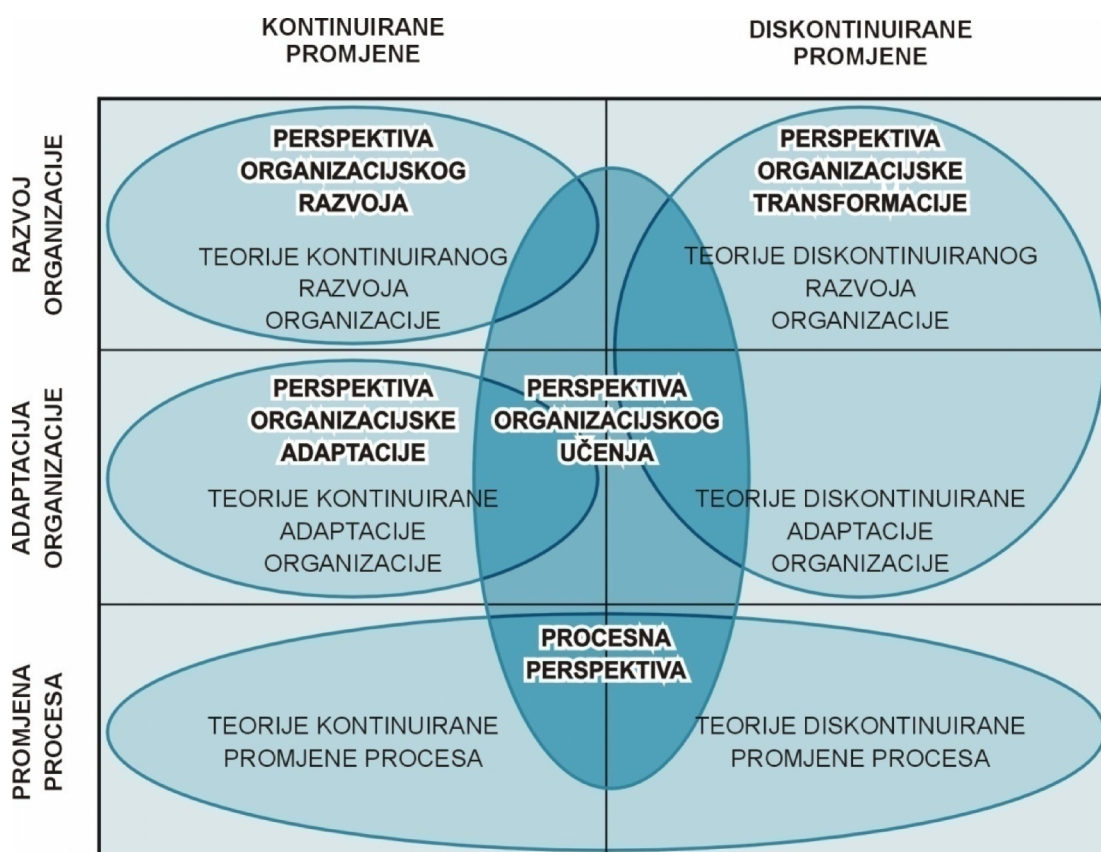 KONTINUIRANE
PROMJENE
DISKONTINUIRANE
PROMJENE
RAZVOJ
ORGANIZACIJE
PERSPEKTIVA
ORGANIZACIJSKOG
RAZVOJA
TEORIJE KONTINUIRANOG
RAZVOJA
ORGANIZACIJE
PERSPEKTIVA
ORGANIZACIJSKE
TRANSFORMACIJE
TEORIJE DISKONTINUIRANOG
RAZVOJA
ORGANIZACIJE
ADAPTACIJA
ORGANIZACIJE
PERSPEKTIVA
ORGANIZACIJSKE
ADAPTACIJE
TEORIJE KONTINUIRANE
ADAPTACIJE
ORGANIZACIJE
PERSPEKTIVA
ORGANIZACIJSKOG
UČENJA
TEORIJE DISKONTINUIRANE
ADAPTACIJE
ORGANIZACIJE
PROMJENA
PROCESA
PROCESNA
PERSPEKTIVA
TEORIJE KONTINUIRANE
PROMJENE PROCESA
TEORIJE DISKONTINUIRANE
PROMJENE PROCESA